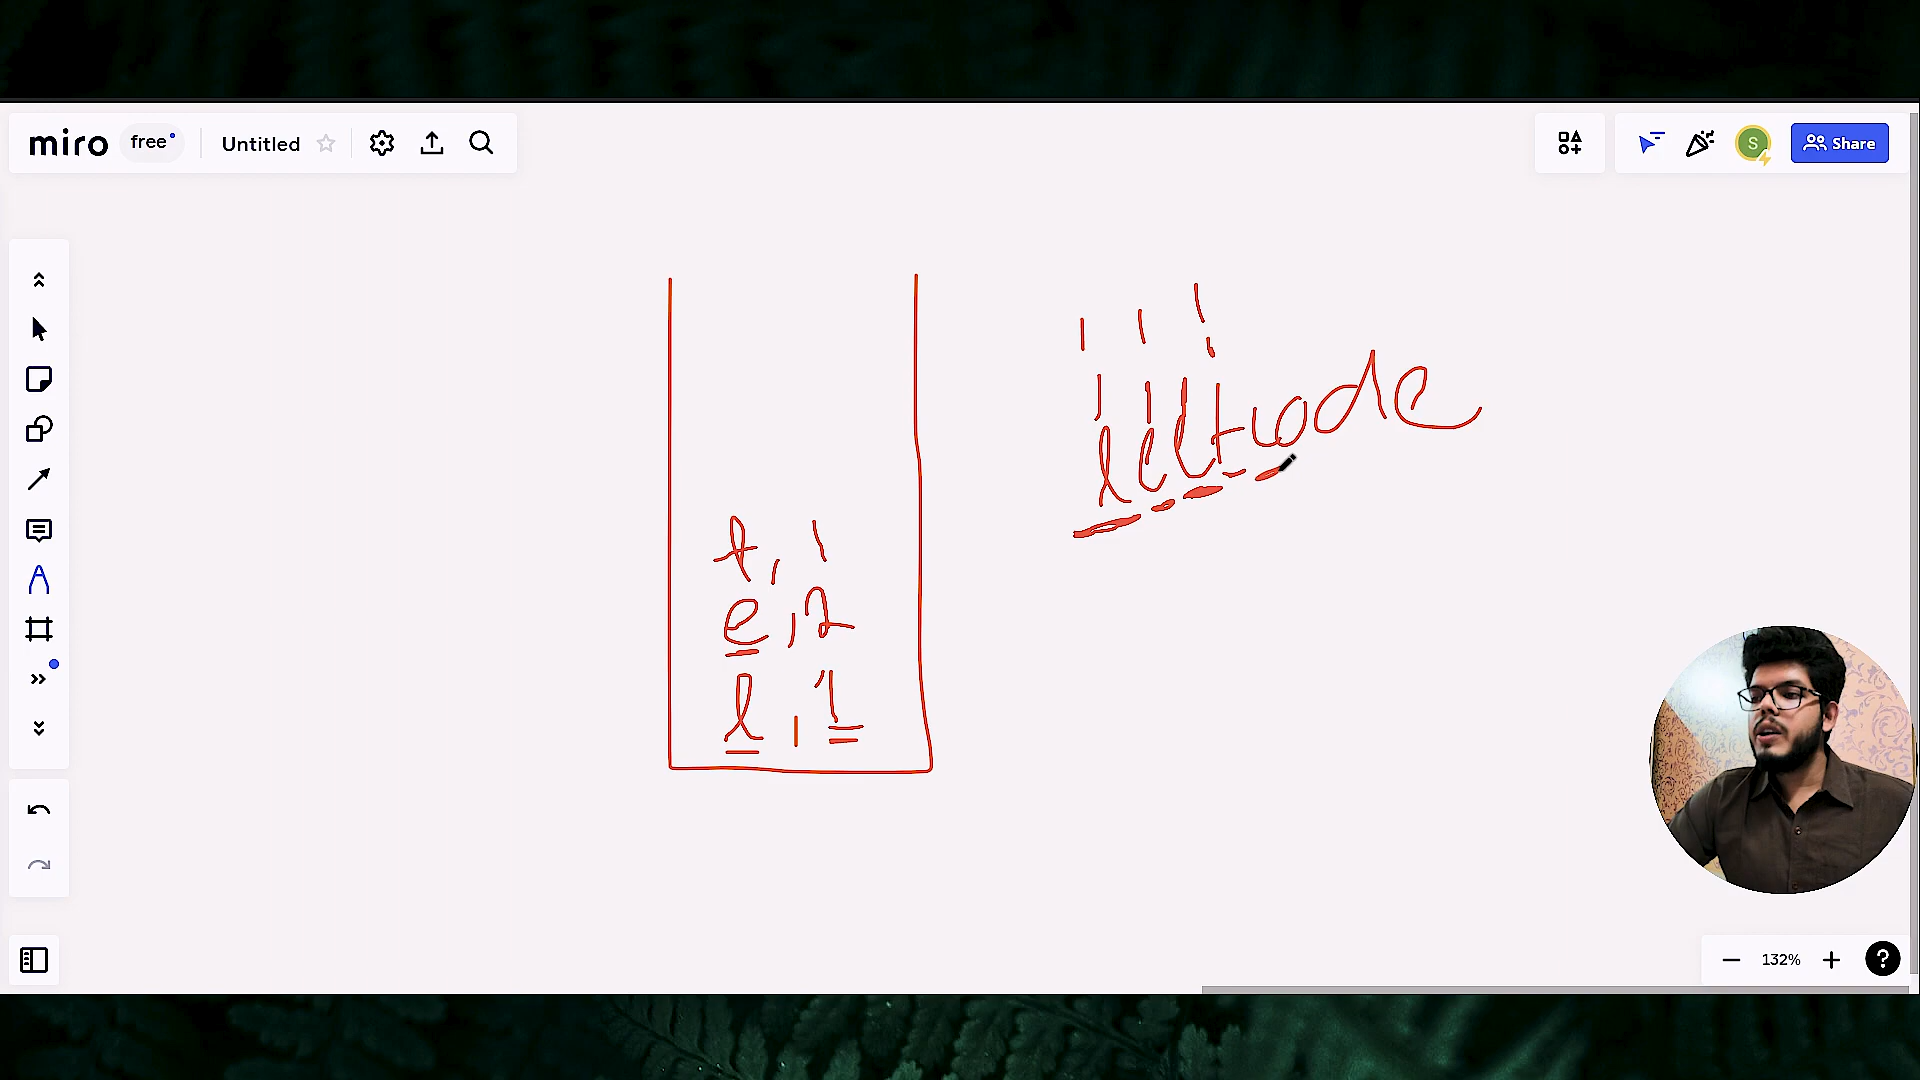 miro free Untitled
Share
S
leetcode
t, 1
e, 2
l, 1
132%
?